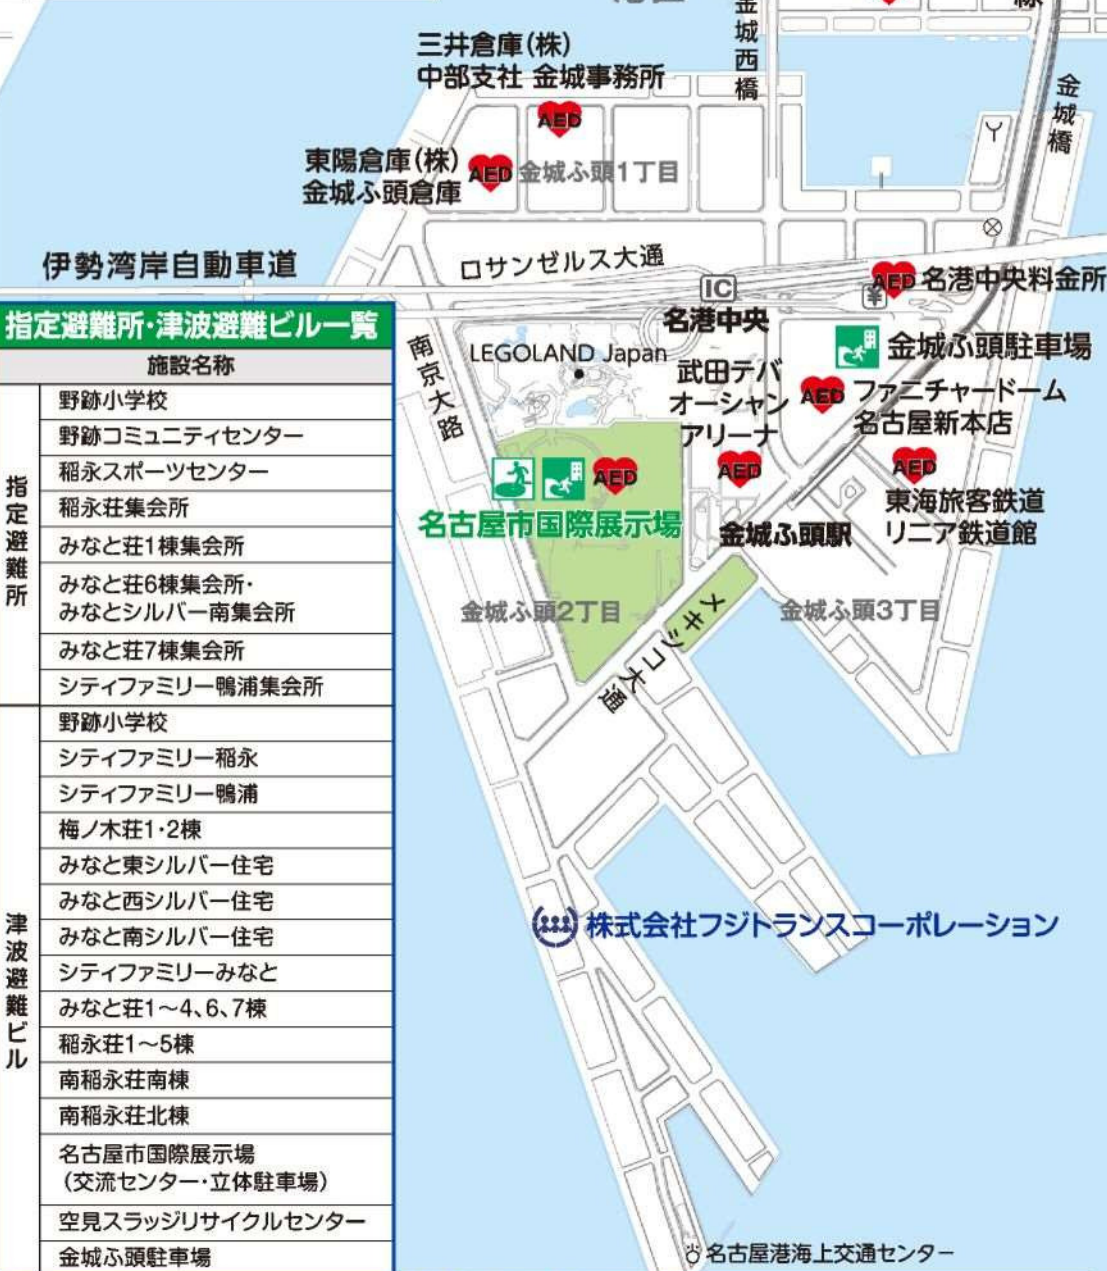 金城西橋
線
三井倉庫(株)
中部支社 金城事務所
AED
金城橋
東陽倉庫(株)
金城ふ頭倉庫
AED
金城ふ頭1丁目
伊勢湾岸自動車道
ロサンゼルス大通
IC
名港中央
AED
名港中央料金所
南京大路
LEGOLAND Japan
金城ふ頭駐車場
武田テバ
オーシャン
アリーナ
AED
AED
ファニチャードーム
名古屋新本店
AED
名古屋市国際展示場
AED
東海旅客鉄道
リニア鉄道館
金城ふ頭駅
金城ふ頭2丁目
メキシコ大通
金城ふ頭3丁目
株式会社フジトランスコーポレーション
名古屋港海上交通センター
指定避難所・津波避難ビル一覧
施設名称
指定避難所
野跡小学校
野跡コミュニティセンター
稲永スポーツセンター
稲永荘集会所
みなと荘1棟集会所
みなと荘6棟集会所・
みなとシルバー南集会所
みなと荘7棟集会所
シティファミリー鴨浦集会所
津波避難ビル
野跡小学校
シティファミリー稲永
シティファミリー鴨浦
梅ノ木荘1・2棟
みなと東シルバー住宅
みなと西シルバー住宅
みなと南シルバー住宅
シティファミリーみなと
みなと荘1～4、6、7棟
稲永荘1～5棟
南稲永荘南棟
南稲永荘北棟
名古屋市国際展示場
(交流センター・立体駐車場)
空見スラッジリサイクルセンター
金城ふ頭駐車場